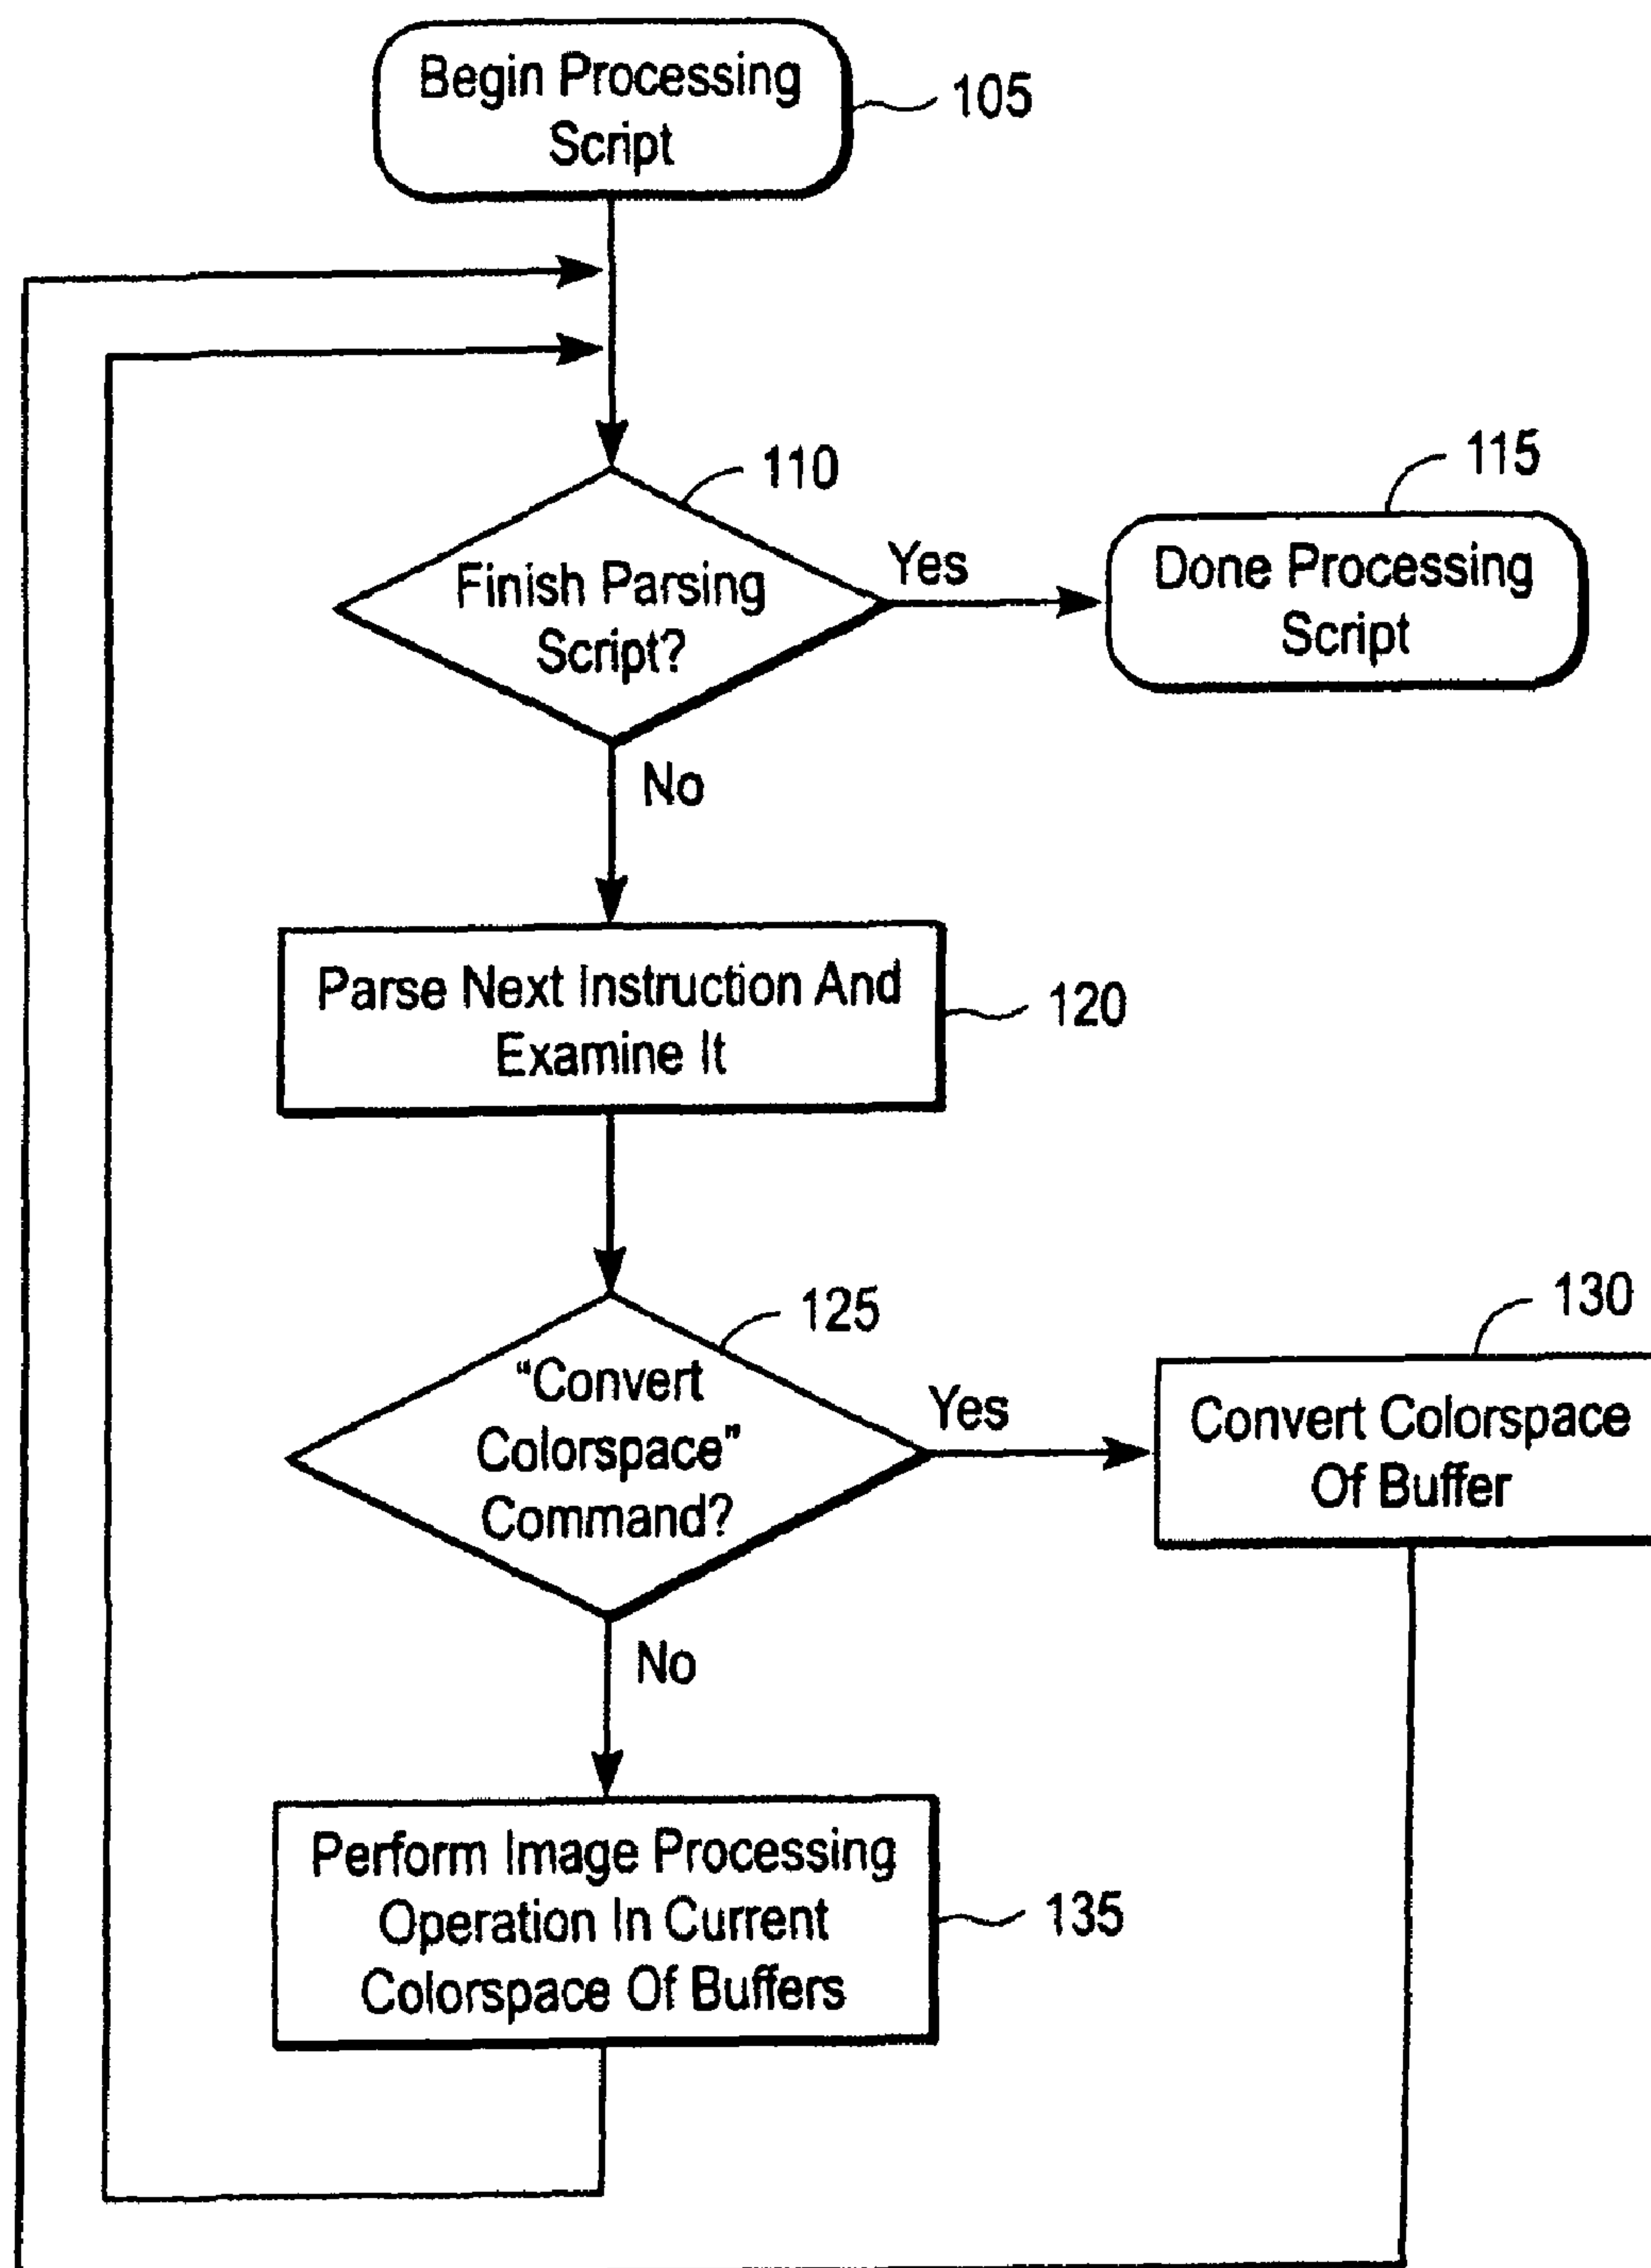 Begin Processing
Script
105
110
Finish Parsing
Script?
Yes
115
Done Processing
Script
No
Parse Next Instruction And
Examine It
120
125
“Convert
Colorspace”
Command?
Yes
130
Convert Colorspace
Of Buffer
No
Perform Image Processing
Operation In Current
Colorspace Of Buffers
135